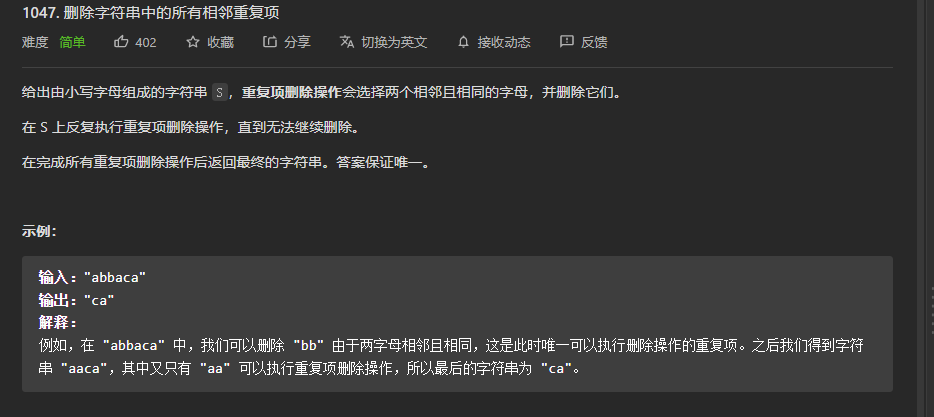 1047. 删除字符串中的所有相邻重复项
难度 简单 402 收藏 分享 切换为英文 接收动态 反馈
给出由小写字母组成的字符串 S，重复项删除操作会选择两个相邻且相同的字母，并删除它们。
在 S 上反复执行重复项删除操作，直到无法继续删除。
在完成所有重复项删除操作后返回最终的字符串。答案保证唯一。
示例：
输入："abbaca"
输出："ca"
解释：
例如，在 "abbaca" 中，我们可以删除 "bb" 由于两字母相邻且相同，这是此时唯一可以执行删除操作的重复项。之后我们得到字符
串 "aaca"，其中又只有 "aa" 可以执行重复项删除操作，所以最后的字符串为 "ca"。